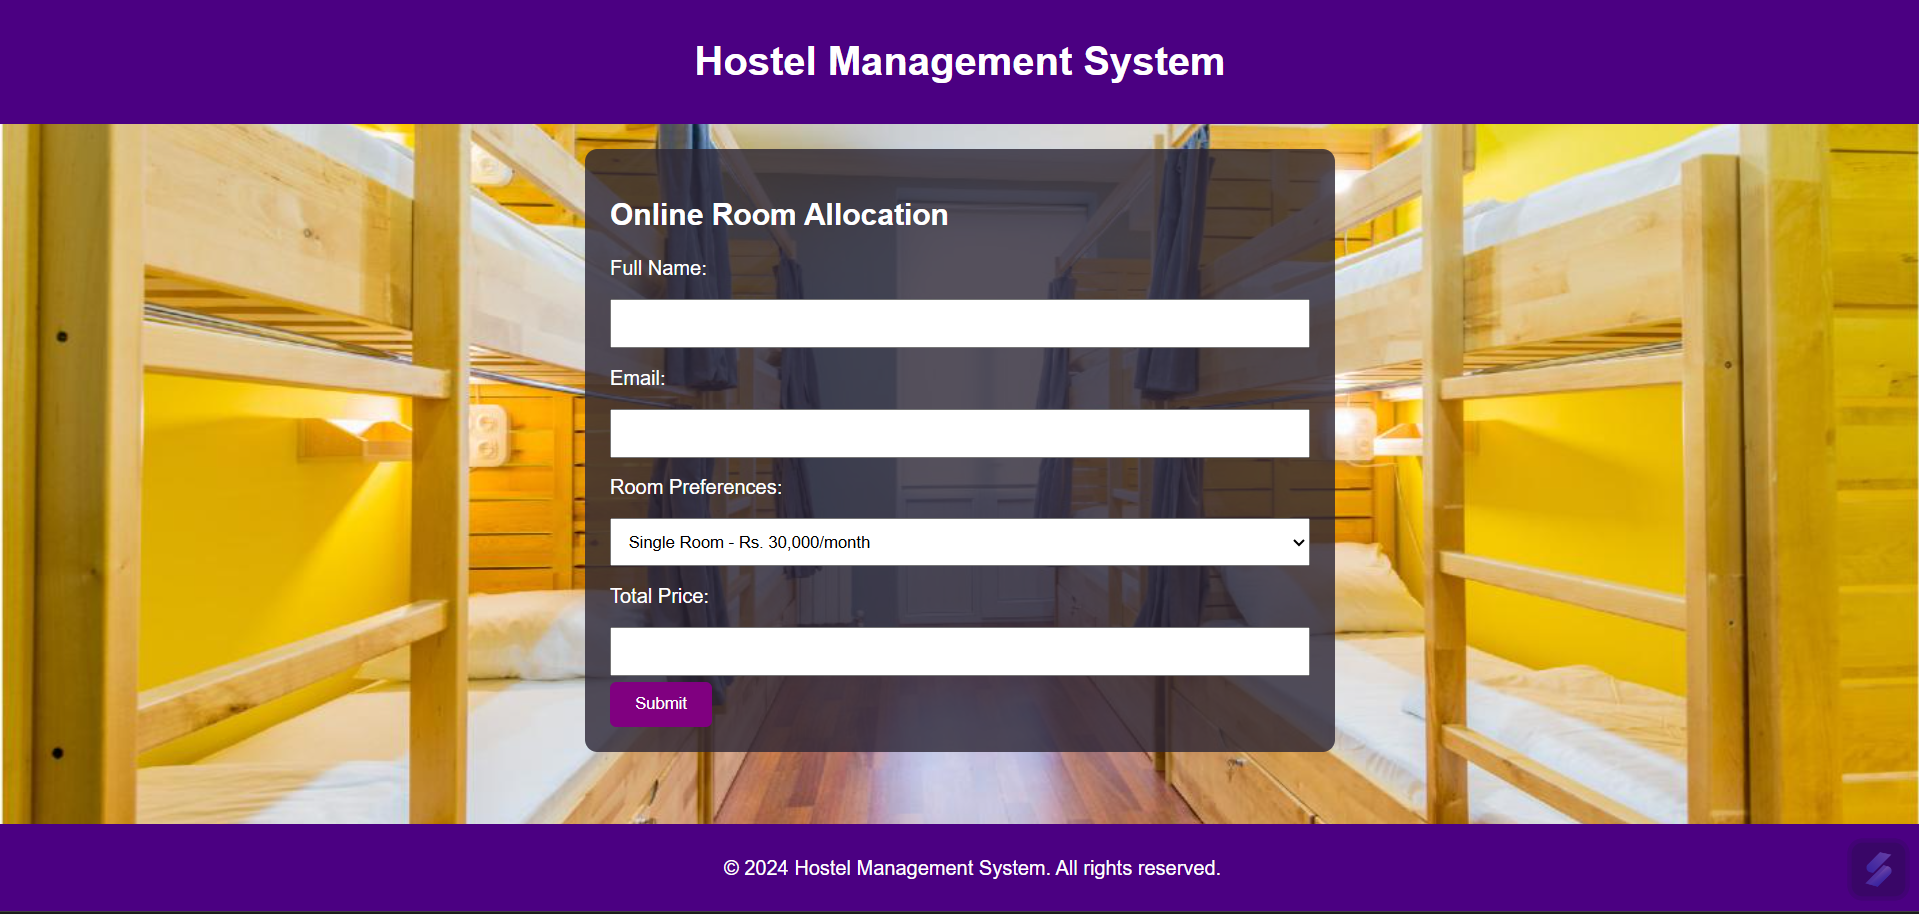 Hostel Management System
Online Room Allocation
Full Name:
Email:
Room Preferences:
Single Room - Rs. 30,000/month
Total Price:
Submit
© 2024 Hostel Management System. All rights reserved.